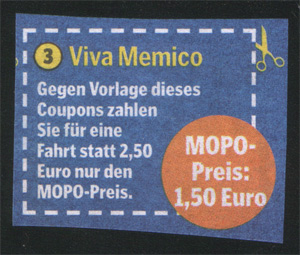 3 Viva Memico
Gegen Vorlage dieses
Coupons zahlen
Sie für eine
Fahrt statt 2,50
Euro nur den
MOPO-Preis.
MOPO-
Preis:
1,50 Euro